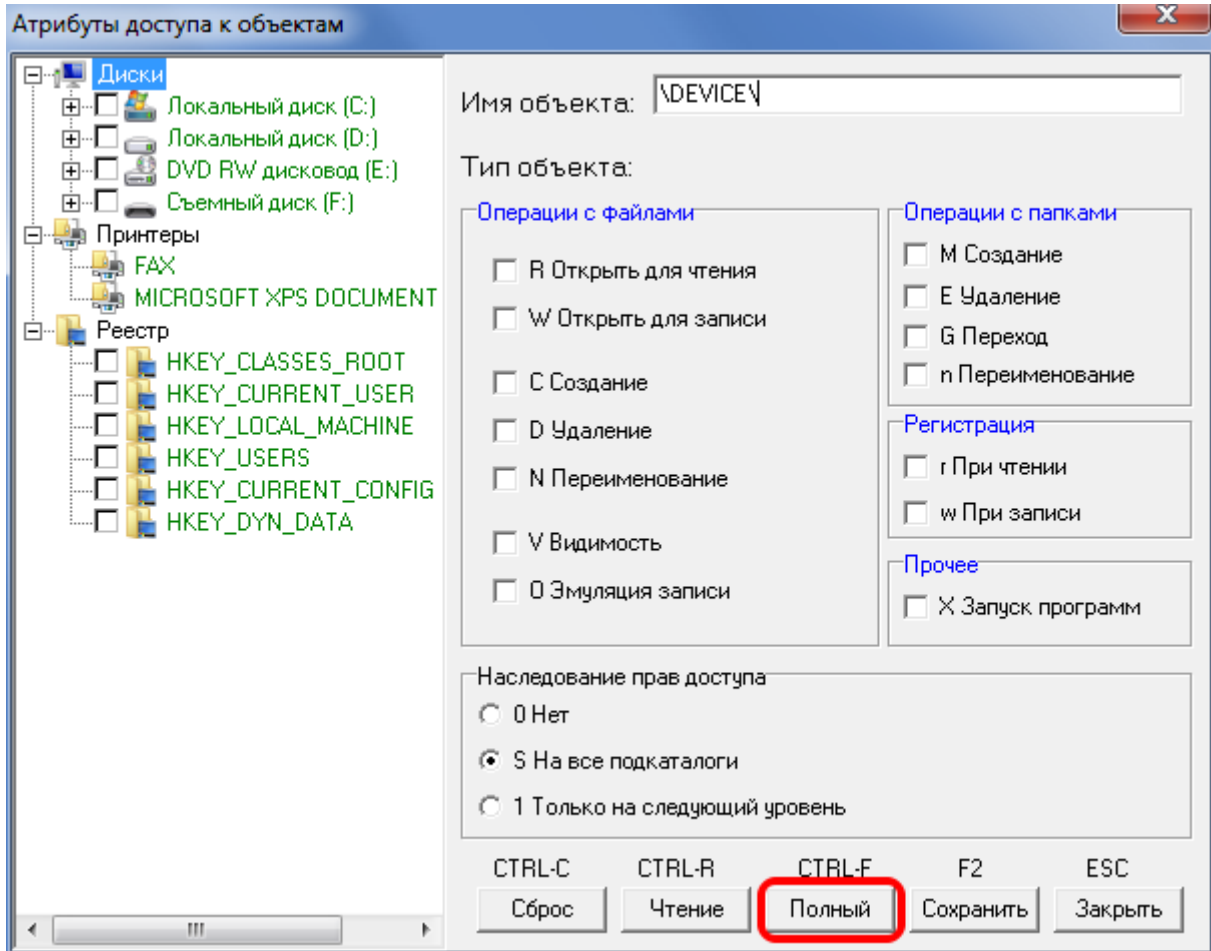 Атрибуты доступа к объектам
Диски
Локальный диск (C:)
Локальный диск (D:)
DVD RW дисковод (E:)
Съемный диск (F:)
Принтеры
FAX
MICROSOFT XPS DOCUMENT
Реестр
HKEY_CLASSES_ROOT
HKEY_CURRENT_USER
HKEY_LOCAL_MACHINE
HKEY_USERS
HKEY_CURRENT_CONFIG
HKEY_DYN_DATA
Имя объекта: \DEVICE\
Тип объекта:
Операции с файлами
R Открыть для чтения
W Открыть для записи
C Создание
D Удаление
N Переименование
V Видимость
O Эмуляция записи
Операции с папками
M Создание
E Удаление
G Переход
n Переименование
Регистрация
r При чтении
w При записи
Прочее
X Запуск программ
Наследование прав доступа
0 Нет
S На все подкаталоги
1 Только на следующий уровень
CTRL-C CTRL-R CTRL-F F2 ESC
Сброс Чтение Полный Сохранить Закрыть